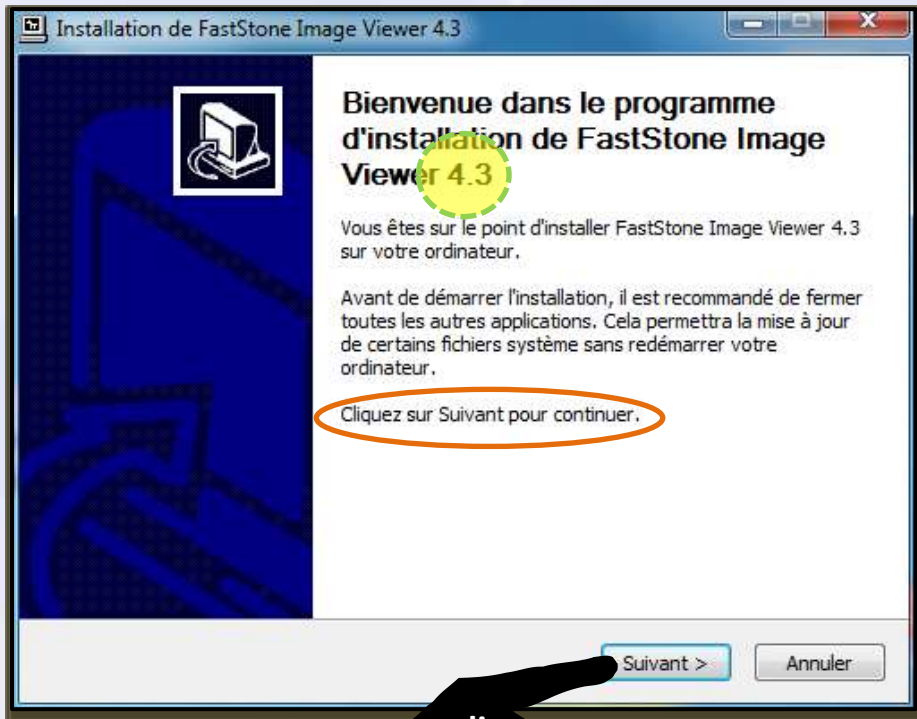 Installation de FastStone Image Viewer 4.3
Bienvenue dans le programme
d'installation de FastStone Image
Viewer 4.3
Vous êtes sur le point d'installer FastStone Image Viewer 4.3
sur votre ordinateur.
Avant de démarrer l'installation, il est recommandé de fermer
toutes les autres applications. Cela permettra la mise à jour
de certains fichiers système sans redémarrer votre
ordinateur.
Cliquez sur Suivant pour continuer.
Suivant >
Annuler